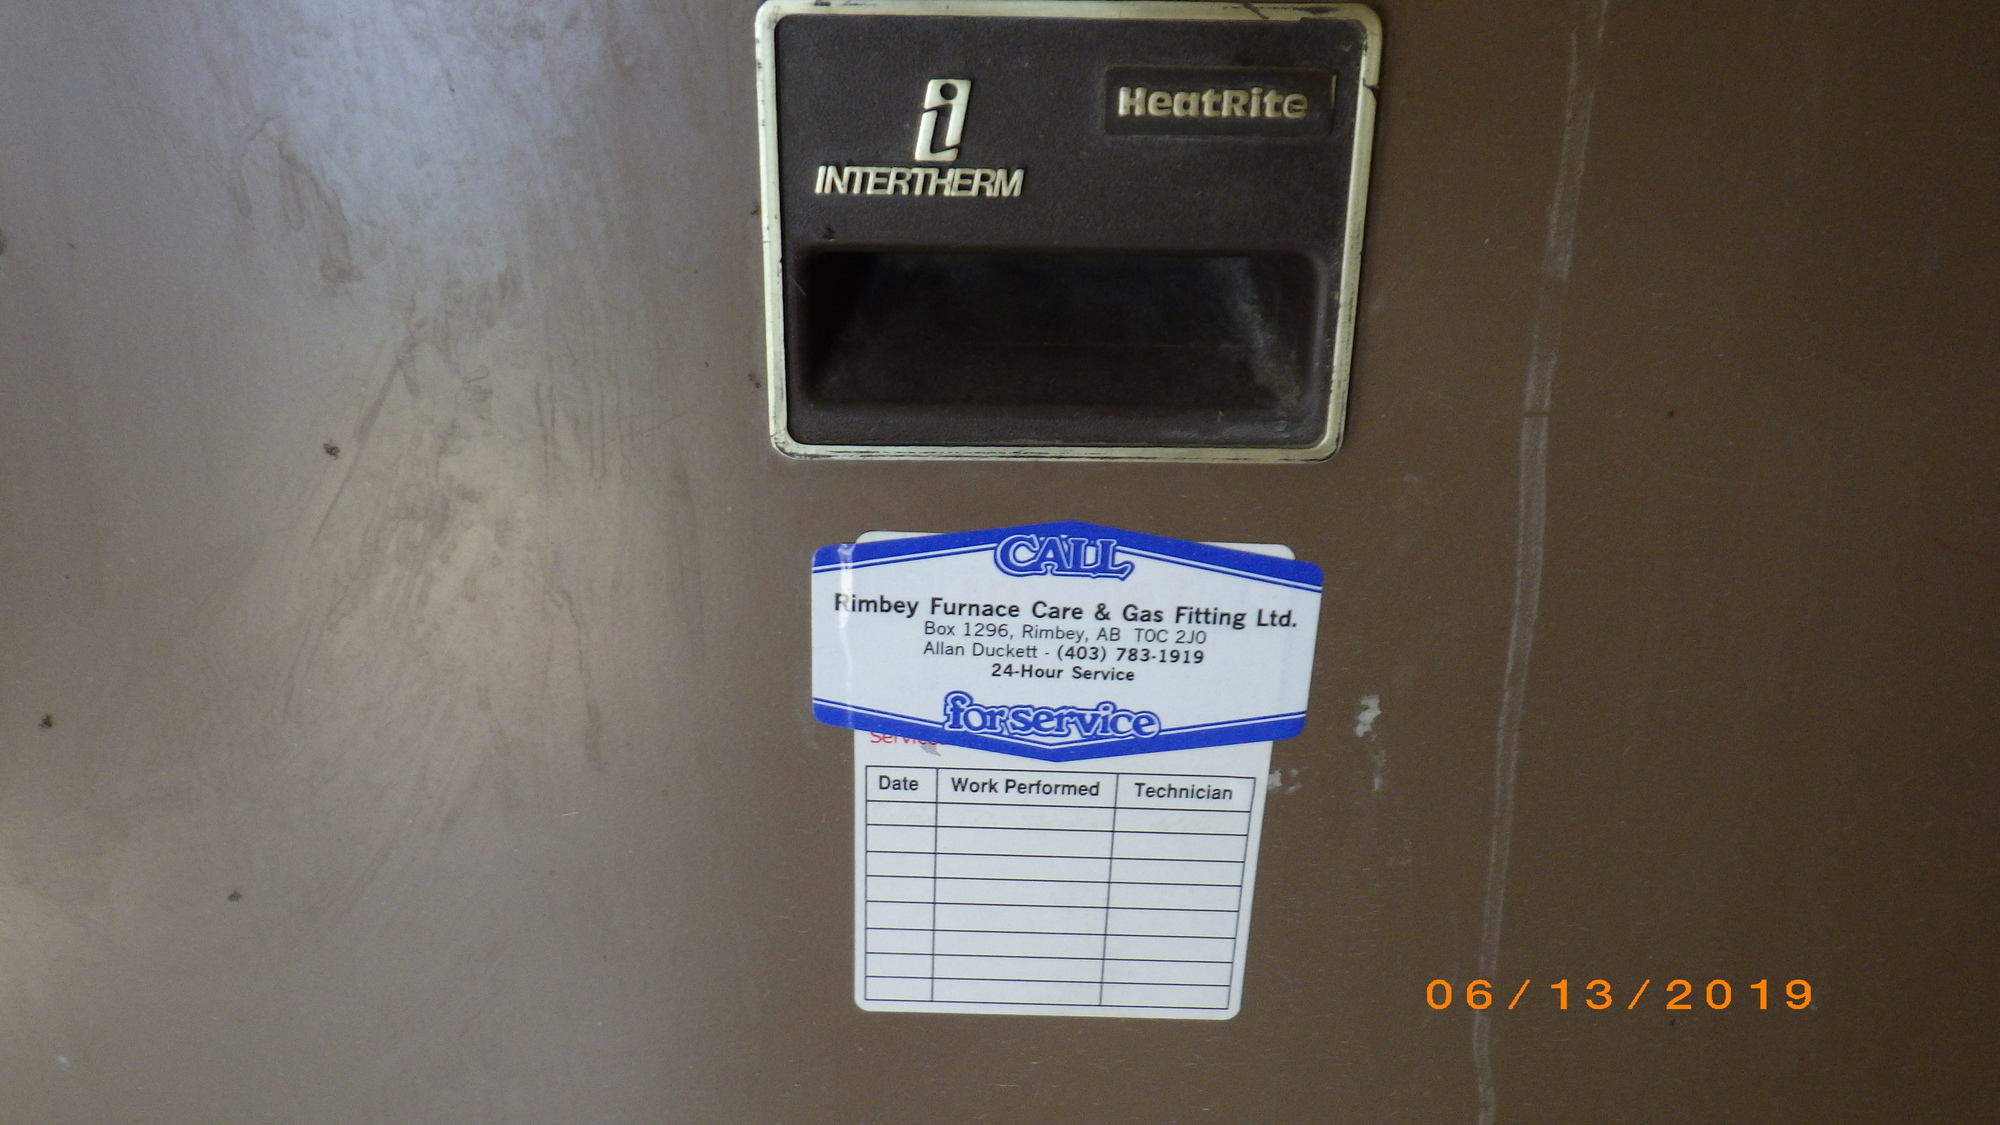 INTERTHERM
HeatRite
CALL
Rimbey Furnace Care & Gas Fitting Ltd.
Box 1296, Rimbey, AB T0C 2J0
Allan Duckett - (403) 783-1919
24-Hour Service
for service
Service
Date Work Performed Technician
06/13/2019